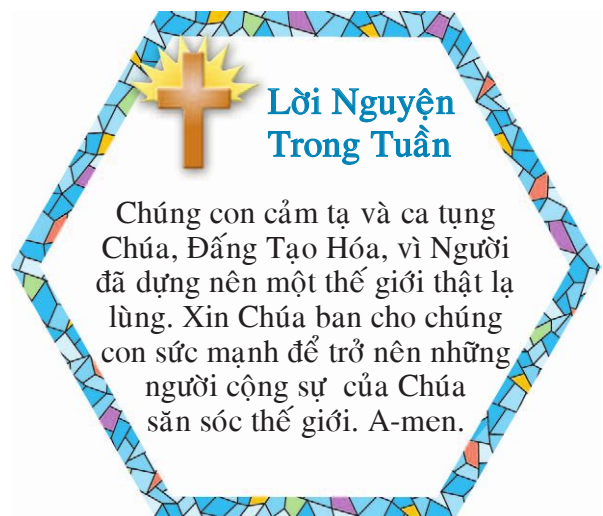 Lời Nguyện
Trong Tuần
Chúng con cảm tạ và ca tụng
Chúa, Đấng Tạo Hóa, vì Người
đã dựng nên một thế giới thật lạ
lùng. Xin Chúa ban cho chúng
con sức mạnh để trở nên những
người cộng sự của Chúa
săn sóc thế giới. A-men.